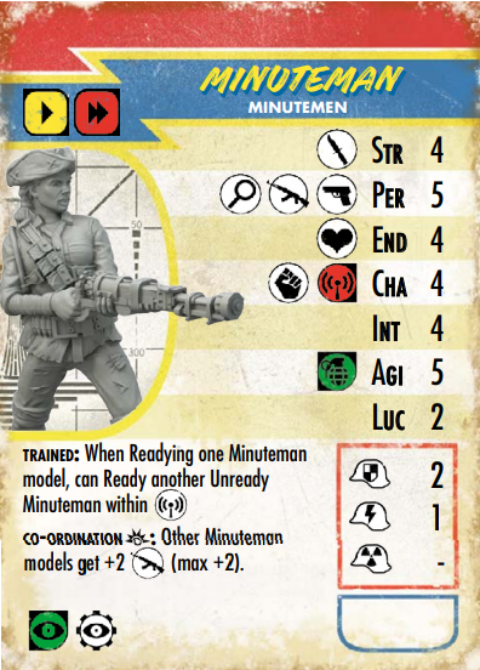 MINUTEMAN
MINUTEMEN
STR 4
PER 5
END 4
CHA 4
INT 4
AGI 5
LUC 2
50
300
TRAINED: When Readying one Minuteman
model, can Ready another Unready
Minuteman within
CO-ORDINATION : Other Minuteman
models get +2 (max +2).
2
1
-